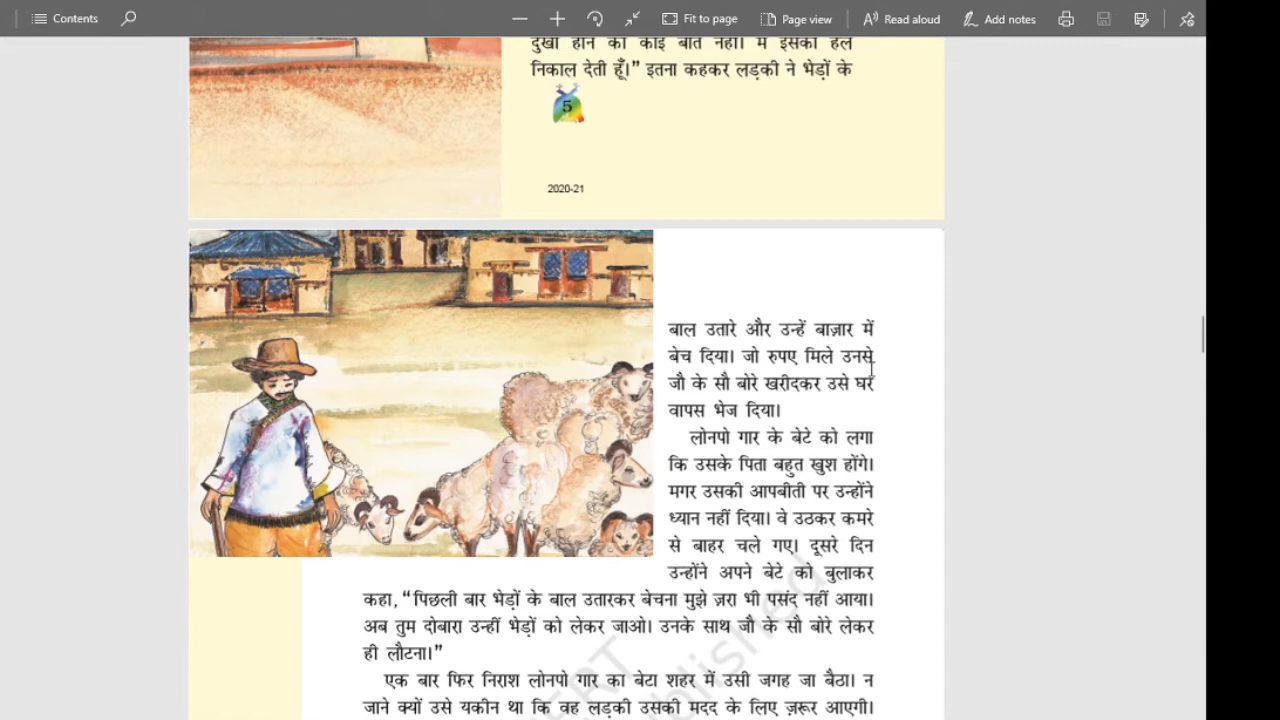 Contents
Fit to page
Page view
Read aloud
Add notes
दुखी होने की कोई बात नहीं। मैं इसका हल
निकाल देती हूँ।” इतना कहकर लड़की ने भेड़ों के
5
2020-21
बाल उतारे और उन्हें बाज़ार में
बेच दिया। जो रुपए मिले उनसे
जौ के सौ बोरे खरीदकर उसे घर
वापस भेज दिया।
लोनपो गार के बेटे को लगा
कि उसके पिता बहुत खुश होंगे।
मगर उसकी आपबीती पर उन्होंने
ध्यान नहीं दिया। वे उठकर कमरे
से बाहर चले गए। दूसरे दिन
उन्होंने अपने बेटे को बुलाकर
कहा, “पिछली बार भेड़ों के बाल उतारकर बेचना मुझे ज़रा भी पसंद नहीं आया।
अब तुम दोबारा उन्हीं भेड़ों को लेकर जाओ। उनके साथ जौ के सौ बोरे लेकर
ही लौटना।”
एक बार फिर निराश लोनपो गार का बेटा शहर में उसी जगह जा बैठा। न
जाने क्यों उसे यकीन था कि वह लड़की उसकी मदद के लिए ज़रूर आएगी।